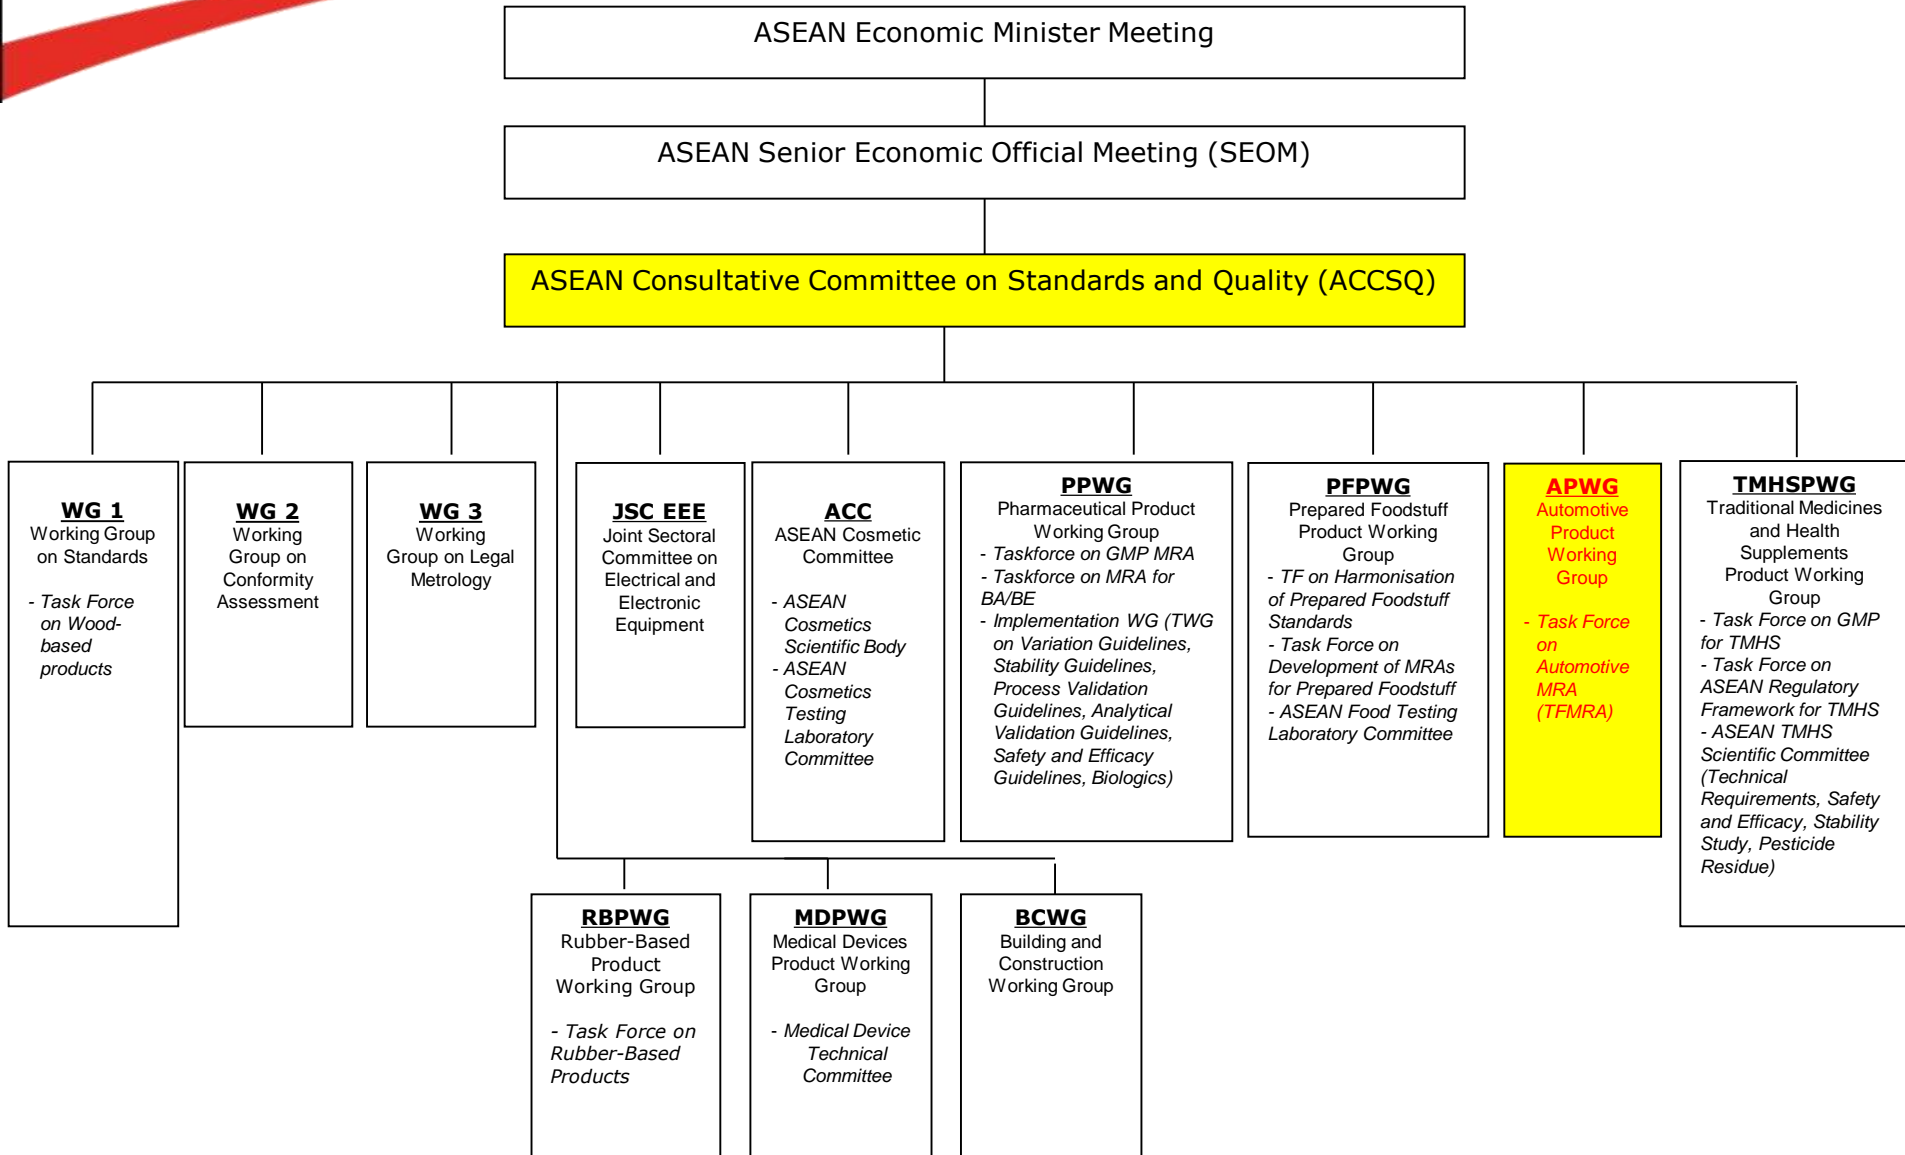 ASEAN Economic Minister Meeting
ASEAN Senior Economic Official Meeting (SEOM)
ASEAN Consultative Committee on Standards and Quality (ACCSQ)
WG 1
Working Group
on Standards
- Task Force
on Wood-
based
products
WG 2
Working
Group on
Conformity
Assessment
WG 3
Working
Group on Legal
Metrology
JSC EEE
Joint Sectoral
Committee on
Electrical and
Electronic
Equipment
ACC
ASEAN Cosmetic
Committee
- ASEAN
Cosmetics
Scientific Body
- ASEAN
Cosmetics
Testing
Laboratory
Committee
PPWG
Pharmaceutical Product
Working Group
- Taskforce on GMP MRA
- Taskforce on MRA for
BA/BE
- Implementation WG (TWG
on Variation Guidelines,
Stability Guidelines,
Process Validation
Guidelines, Analytical
Validation Guidelines,
Safety and Efficacy
Guidelines, Biologics)
PFPWG
Prepared Foodstuff
Product Working
Group
- TF on Harmonisation
of Prepared Foodstuff
Standards
- Task Force on
Development of MRAs
for Prepared Foodstuff
- ASEAN Food Testing
Laboratory Committee
APWG
Automotive
Product
Working
Group
- Task Force
on
Automotive
MRA
(TFMRA)
TMHSPWG
Traditional Medicines
and Health
Supplements
Product Working
Group
- Task Force on GMP
for TMHS
- Task Force on
ASEAN Regulatory
Framework for TMHS
- ASEAN TMHS
Scientific Committee
(Technical
Requirements, Safety
and Efficacy, Stability
Study, Pesticide
Residue)
RBPWG
Rubber-Based
Product
Working Group
- Task Force on
Rubber-Based
Products
MDPWG
Medical Devices
Product Working
Group
- Medical Device
Technical
Committee
BCWG
Building and
Construction
Working Group